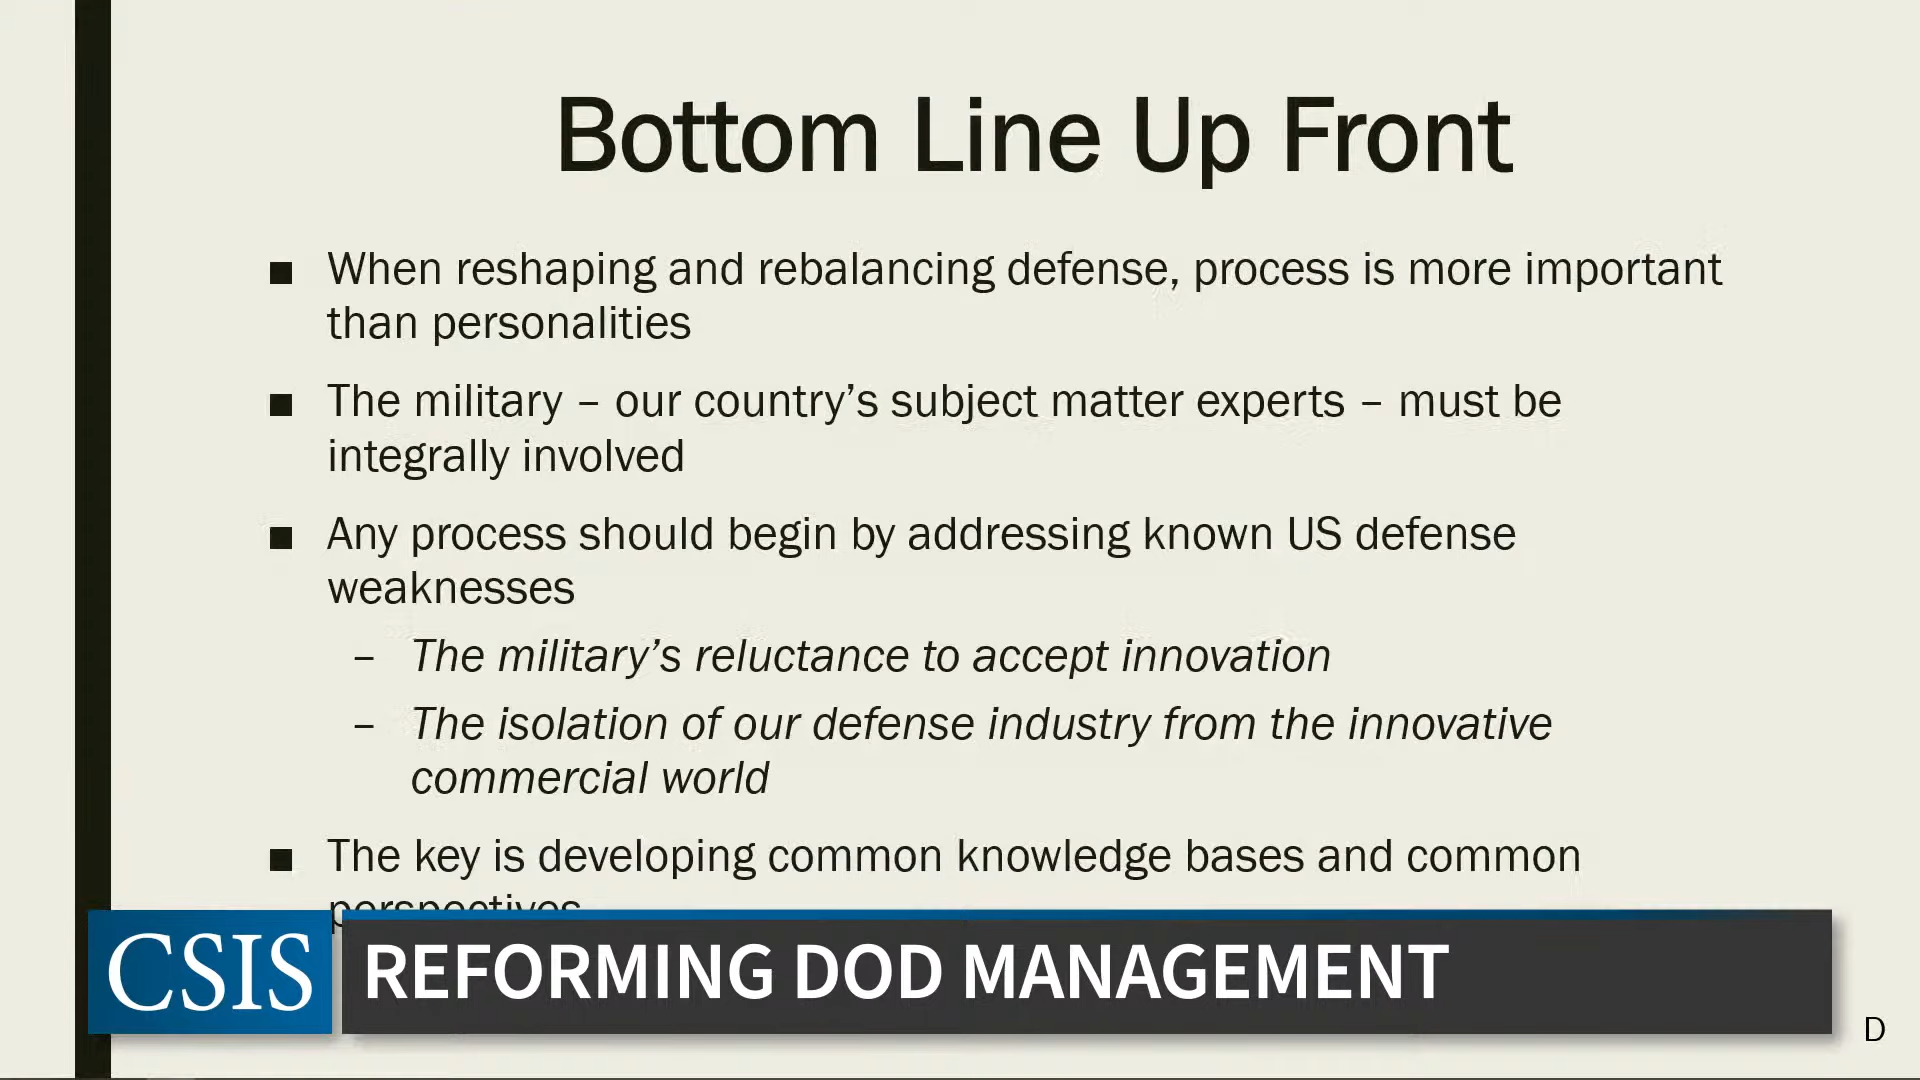 Bottom Line Up Front
■ When reshaping and rebalancing defense, process is more important
than personalities
■ The military – our country’s subject matter experts – must be
integrally involved
■ Any process should begin by addressing known US defense
weaknesses
– The military’s reluctance to accept innovation
– The isolation of our defense industry from the innovative
commercial world
■ The key is developing common knowledge bases and common
perspectives
CSIS REFORMING DOD MANAGEMENT
D